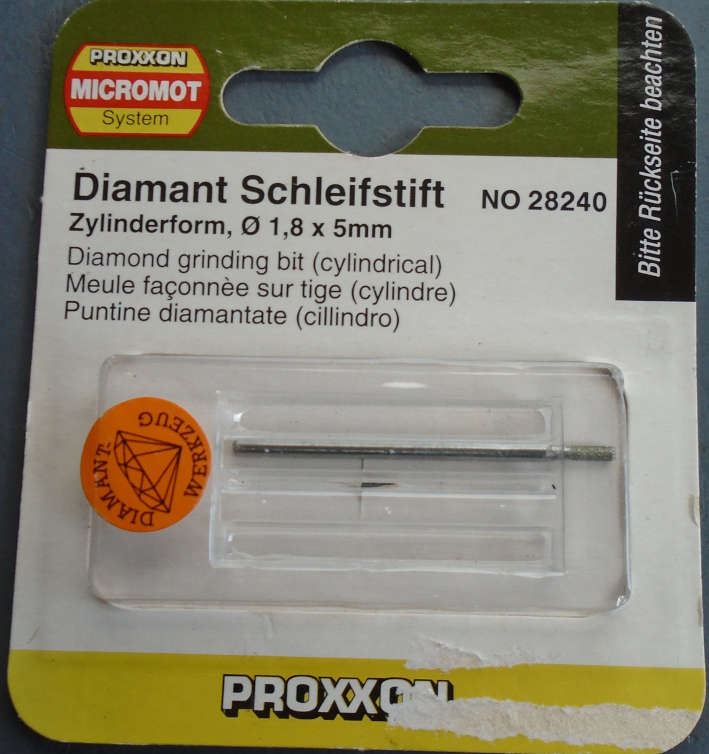 PROXXON
MICROMOT
System
Bitte Rückseite beachten
Diamant Schleifstift NO 28240
Zylinderform, Ø 1,8 x 5mm
Diamond grinding bit (cylindrical)
Meule façonnèe sur tige (cylindre)
Puntine diamantate (cillindro)
DIAMANT
WERKZEUG
PROXXON